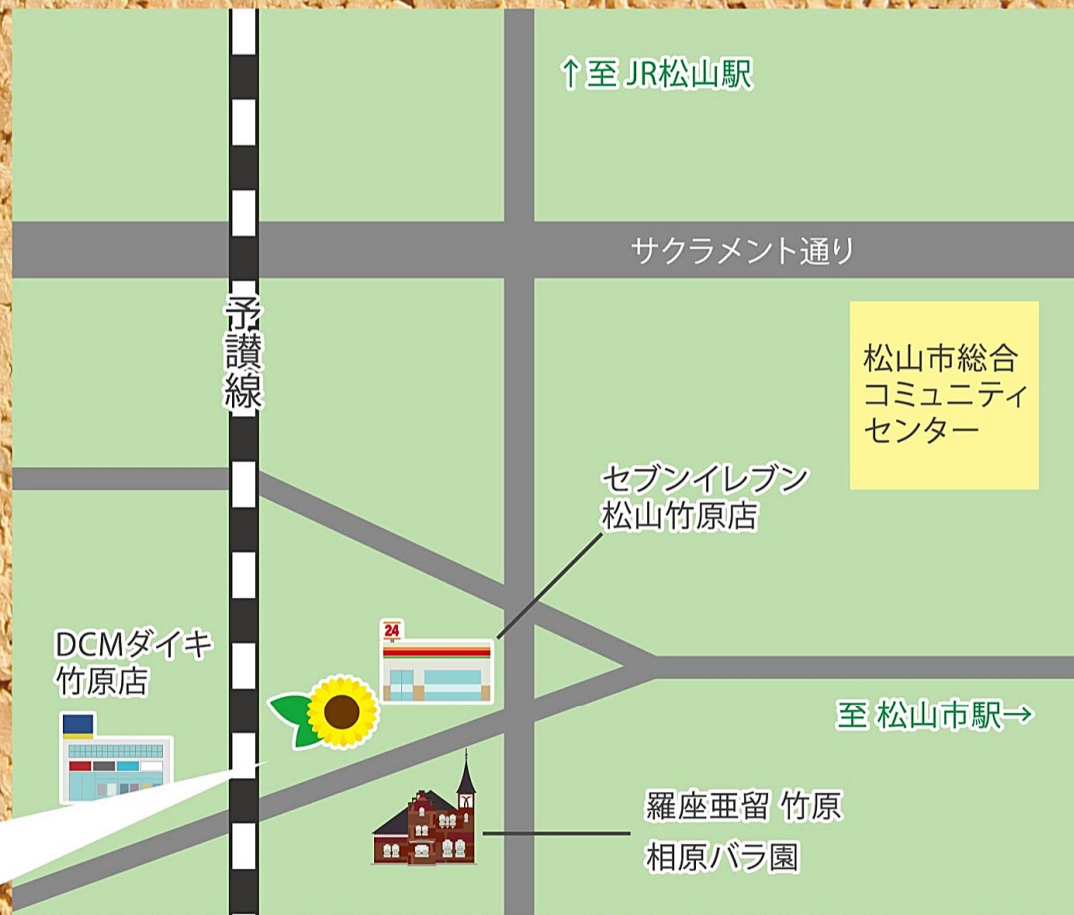 ↑至 JR松山駅
サクラメント通り
予讃線
松山市総合
コミュニティ
センター
セブンイレブン
松山竹原店
24
DCMダイキ
竹原店
至 松山市駅→
羅座亜留 竹原
相原バラ園